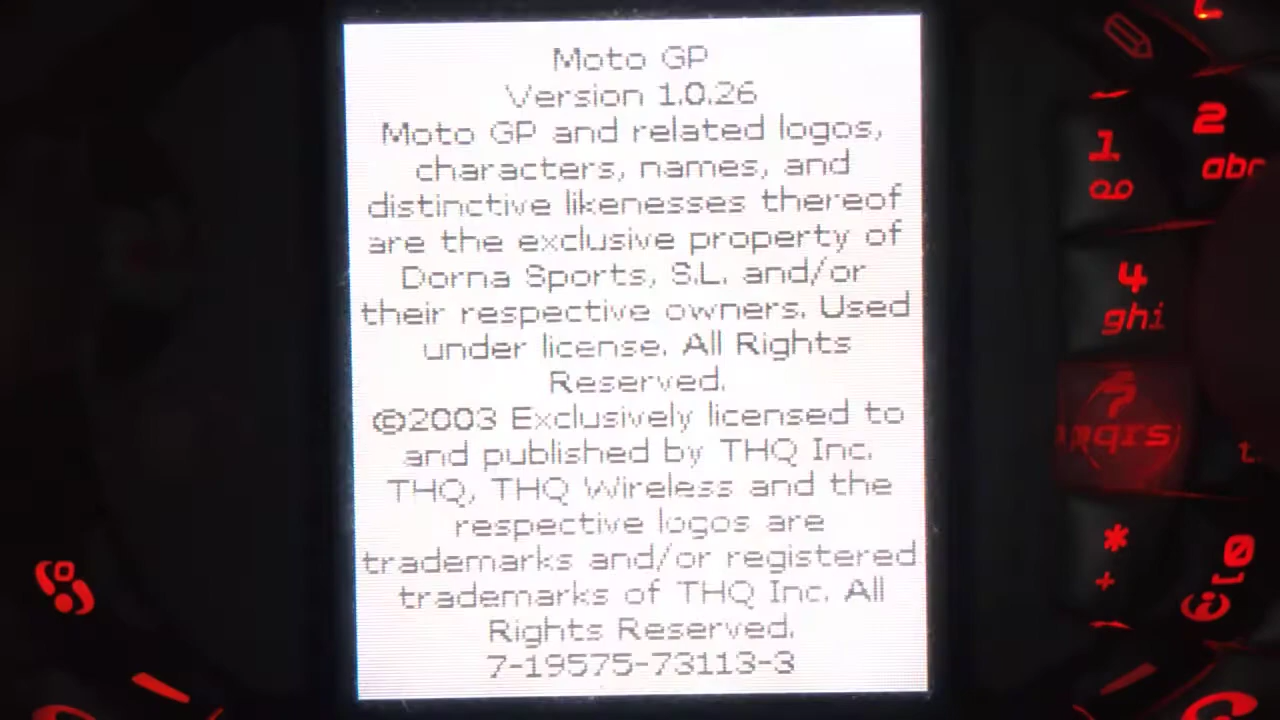 Moto GP
Version 1.0.26
Moto GP and related logos,
characters, names, and
distinctive likenesses thereof
are the exclusive property of
Dorna Sports, S.L. and/or
their respective owners. Used
under license. All Rights
Reserved.
©2003 Exclusively licensed to
and published by THQ Inc.
THQ, THQ Wireless and the
respective logos are
trademarks and/or registered
trademarks of THQ Inc. All
Rights Reserved.
7-19575-73113-3
1
2
abc
4
ghi
7
pqrs
t
*
+
0